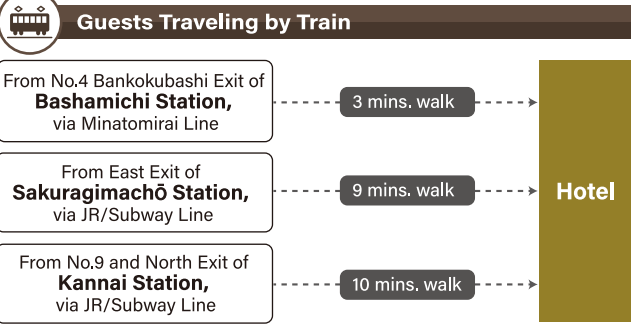 Guests Traveling by Train
From No.4 Bankokubashi Exit of
Bashamichi Station,
via Minatomirai Line
3 mins. walk
From East Exit of
Sakuragimachō Station,
via JR/Subway Line
9 mins. walk
Hotel
From No.9 and North Exit of
Kannai Station,
via JR/Subway Line
10 mins. walk